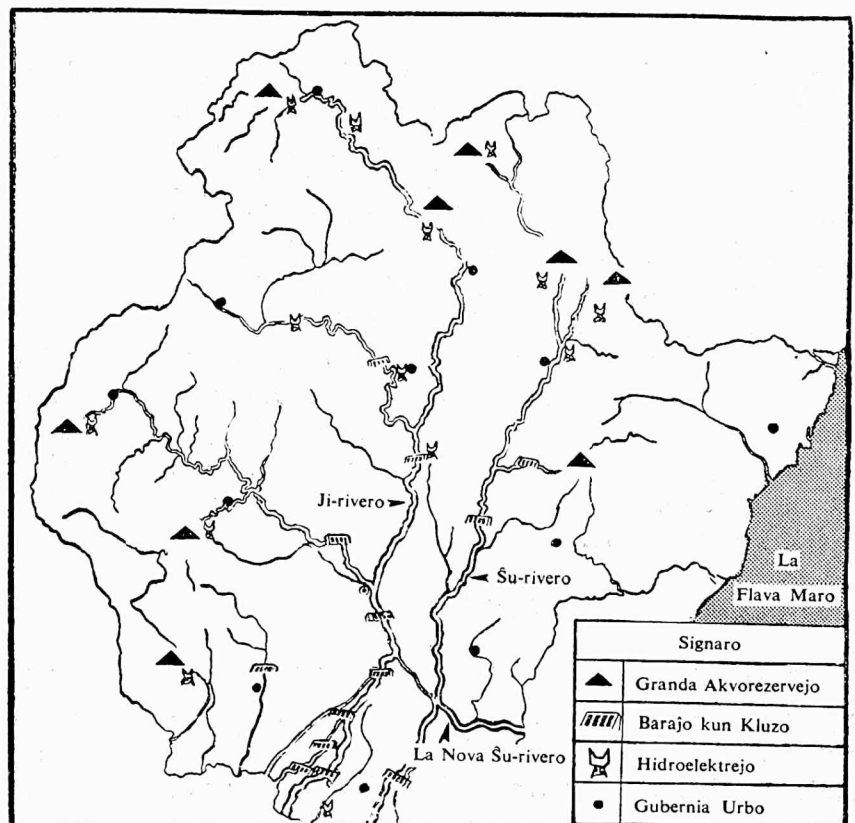 Ji-rivero
Ŝu-rivero
La
Flava Maro
La Nova Ŝu-rivero
Signaro
Granda Akvorezervejo
Barajo kun Kluzo
Hidroelektrejo
Gubernia Urbo